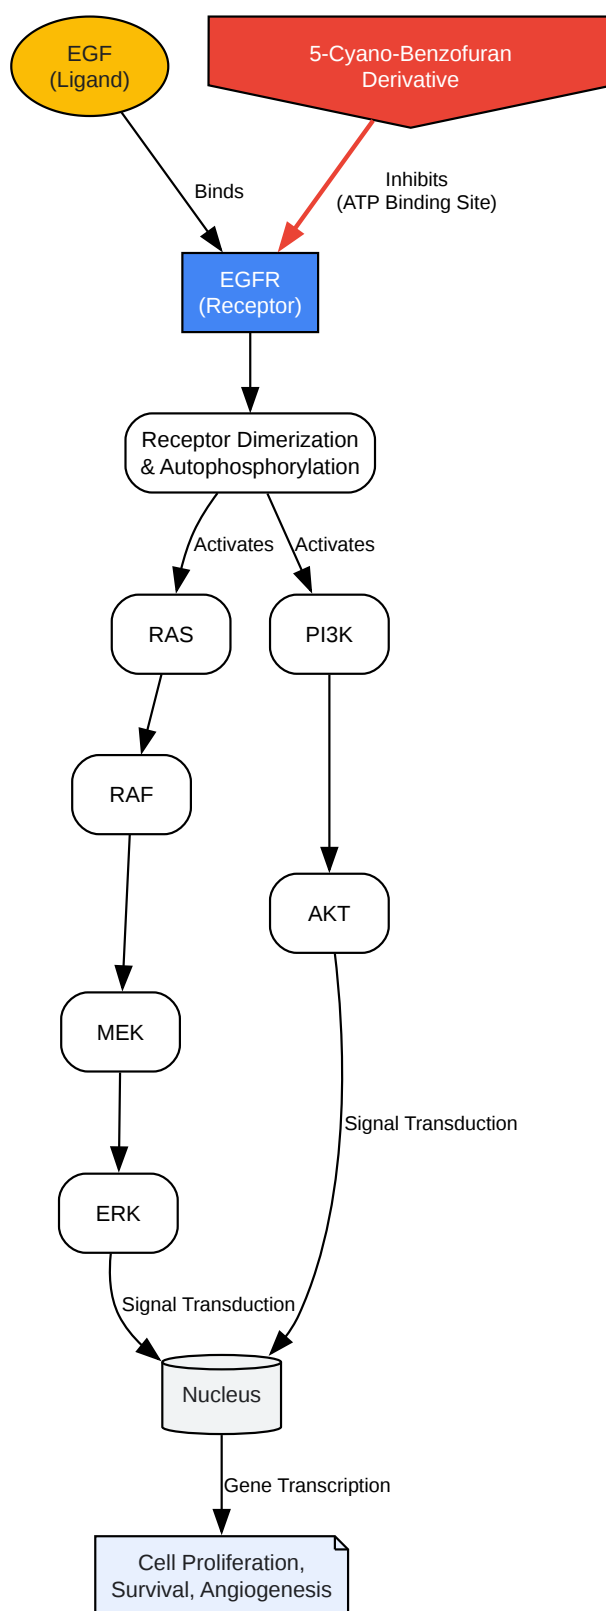 EGF
(Ligand)
5-Cyano-Benzofuran
Derivative
Binds
Inhibits
(ATP Binding Site)
EGFR
(Receptor)
Receptor Dimerization
& Autophosphorylation
Activates
Activates
RAS
PI3K
RAF
AKT
MEK
Signal Transduction
ERK
Signal Transduction
Nucleus
Gene Transcription
Cell Proliferation,
Survival, Angiogenesis